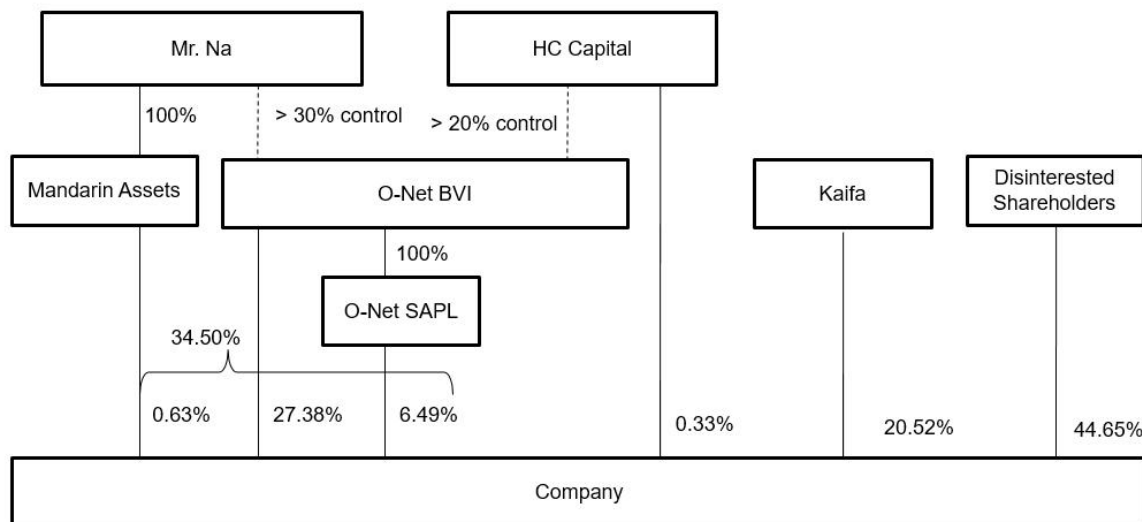 Mr. Na
HC Capital
100%
> 30% control
> 20% control
Mandarin Assets
O-Net BVI
Kaifa
Disinterested
Shareholders
100%
O-Net SAPL
34.50%
0.63%
27.38%
6.49%
0.33%
20.52%
44.65%
Company